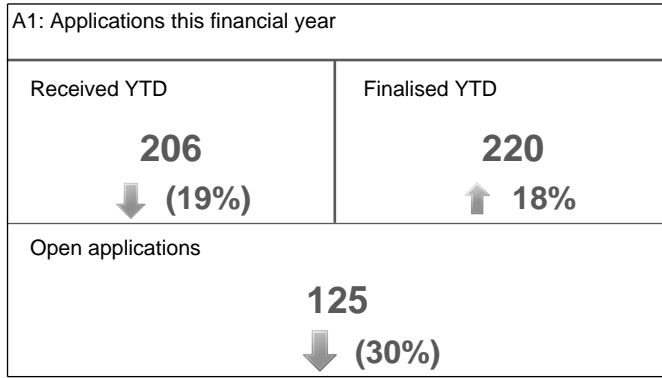 A1: Applications this financial year
Received YTD
206
(19%)
Finalised YTD
220
18%
Open applications
125
(30%)